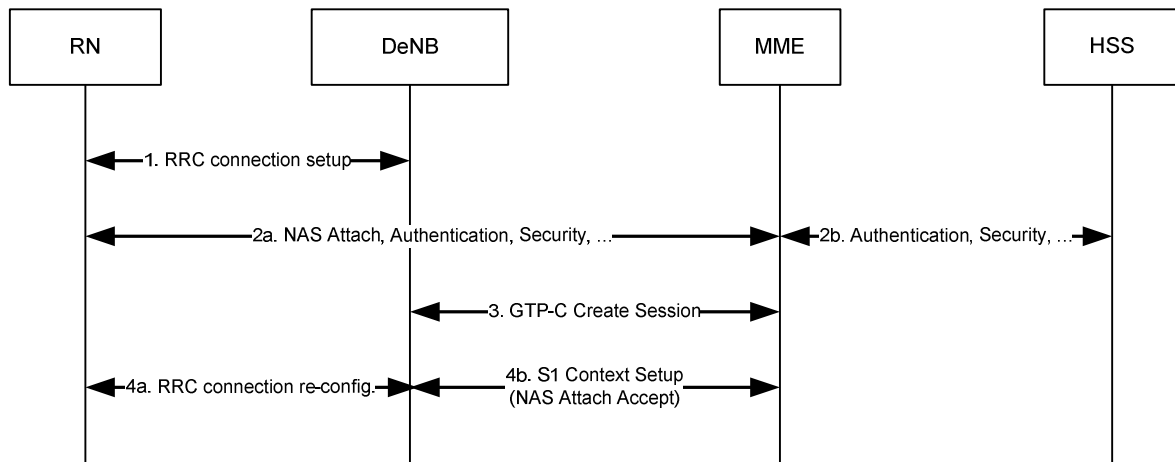 RN
DeNB
MME
HSS
1. RRC connection setup
2a. NAS Attach, Authentication, Security, ...
2b. Authentication, Security, ...
3. GTP-C Create Session
4a. RRC connection re-config.
4b. S1 Context Setup
(NAS Attach Accept)